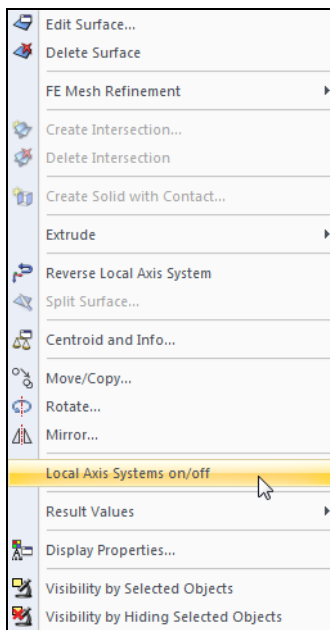 Edit Surface...
Delete Surface
FE Mesh Refinement
Create Intersection...
Delete Intersection
Create Solid with Contact...
Extrude
Reverse Local Axis System
Split Surface...
Centroid and Info...
Move/Copy...
Rotate...
Mirror...
Local Axis Systems on/off
Result Values
Display Properties...
Visibility by Selected Objects
Visibility by Hiding Selected Objects